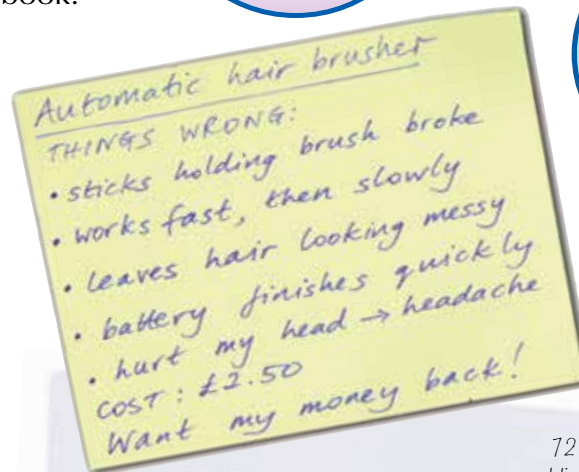 book.
Automatic hair brusher
THINGS WRONG:
• sticks holding brush broke
• works fast, then slowly
• leaves hair looking messy
• battery finishes quickly
• hurt my head → headache
COST: £2.50
Want my money back!
72